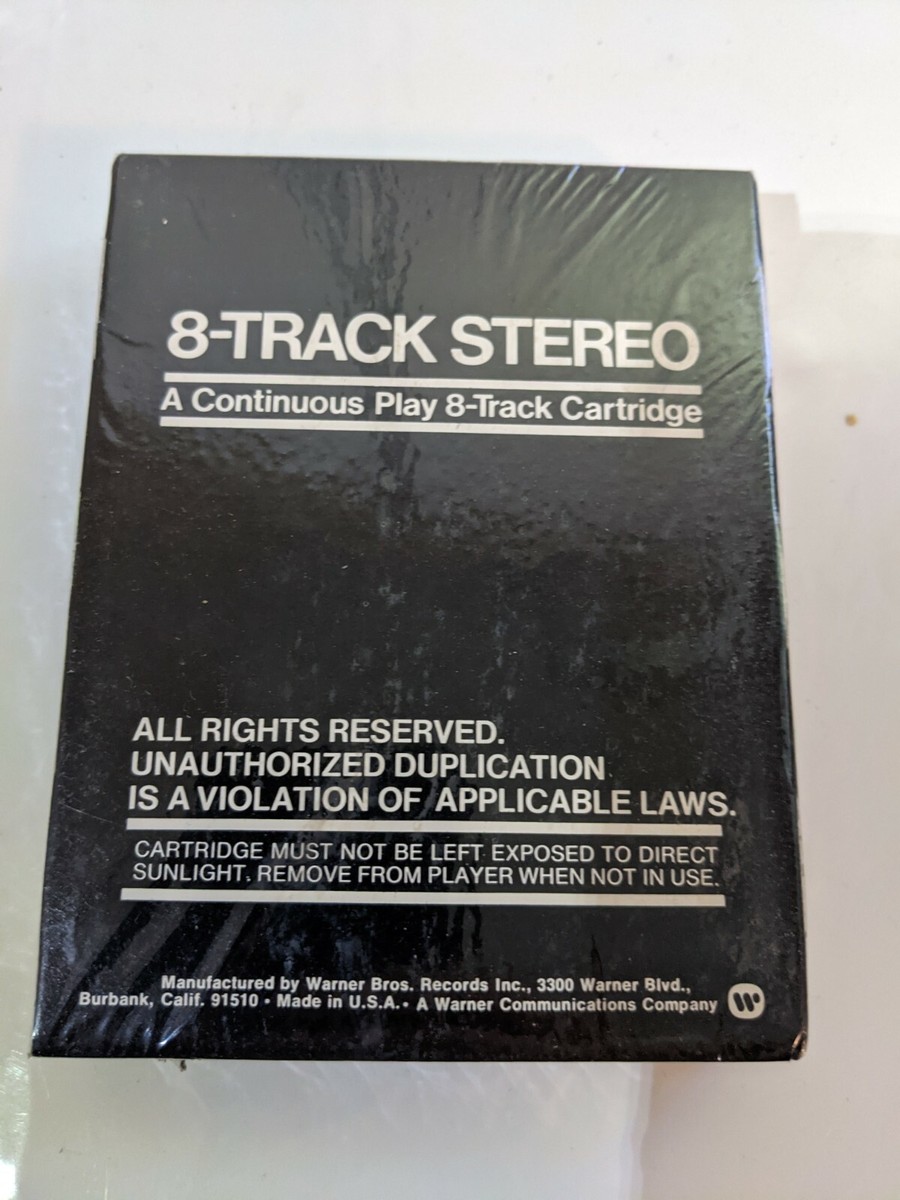 8-TRACK STEREO
A Continuous Play 8-Track Cartridge
ALL RIGHTS RESERVED.
UNAUTHORIZED DUPLICATION
IS A VIOLATION OF APPLICABLE LAWS.
CARTRIDGE MUST NOT BE LEFT EXPOSED TO DIRECT
SUNLIGHT. REMOVE FROM PLAYER WHEN NOT IN USE.
Manufactured by Warner Bros. Records Inc., 3300 Warner Blvd.,
Burbank, Calif. 91510 • Made in U.S.A. • A Warner Communications Company